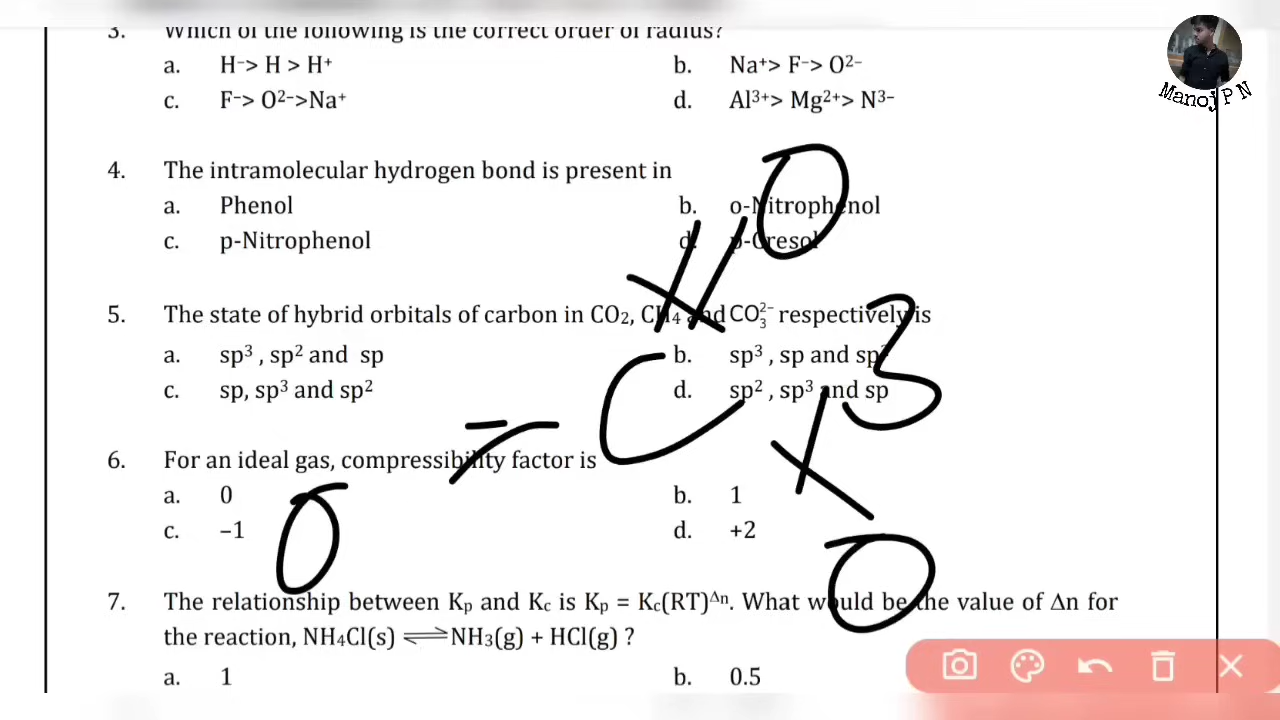 3. Which of the following is the correct order of radius?
a. H⁻> H > H⁺ b. Na⁺> F⁻> O²⁻
c. F⁻> O²⁻>Na⁺ d. Al³⁺> Mg²⁺> N³⁻
Manoj P N
4. The intramolecular hydrogen bond is present in
a. Phenol b. o-Nitrophenol
c. p-Nitrophenol d. p-Cresol
O
5. The state of hybrid orbitals of carbon in CO₂, CH₄ and CO₃²⁻ respectively is
a. sp³ , sp² and sp b. sp³ , sp and sp²
c. sp, sp³ and sp² d. sp² , sp³ and sp
C 3
6. For an ideal gas, compressibility factor is
a. 0 b. 1
c. –1 d. +2
O
O
7. The relationship between Kₚ and K_c is Kₚ = K_c(RT)^Δn. What would be the value of Δn for
the reaction, NH₄Cl(s) ⇌ NH₃(g) + HCl(g) ?
a. 1 b. 0.5